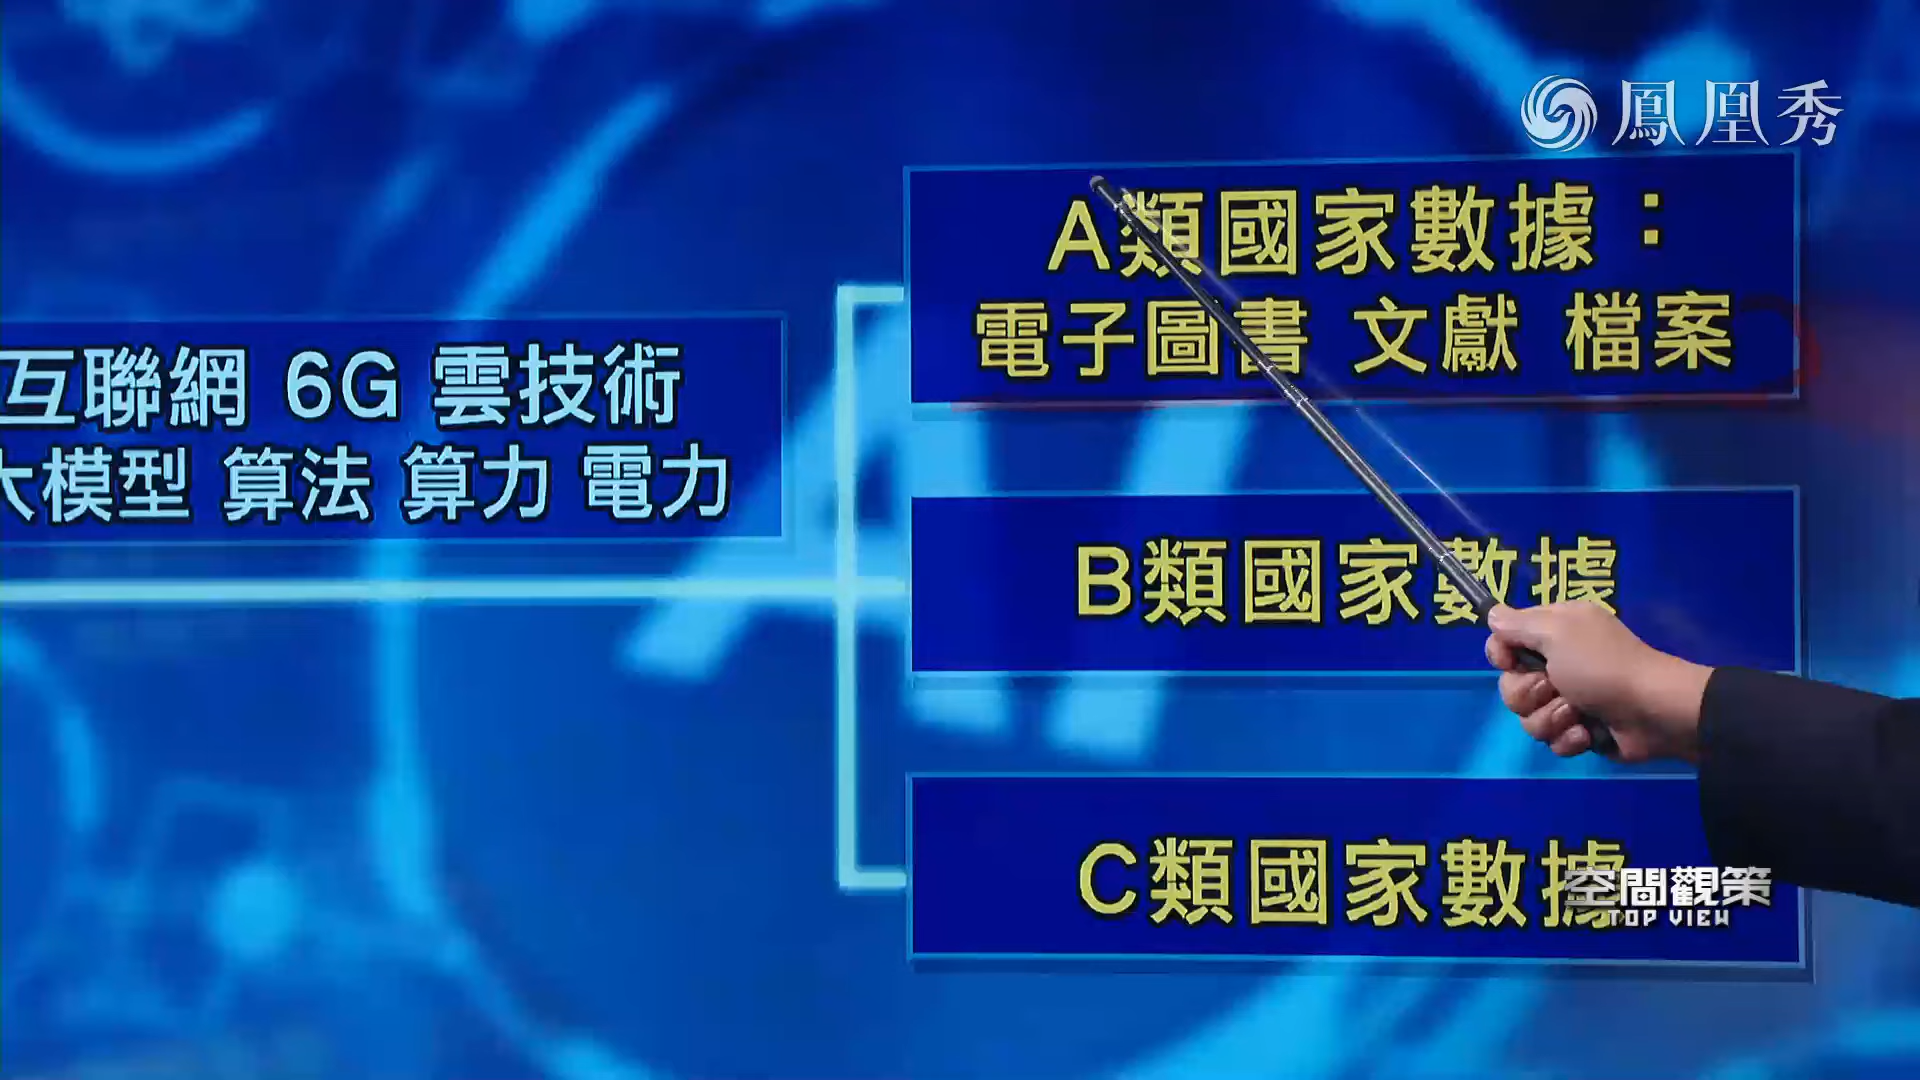 鳳凰秀
A類國家數據：
電子圖書 文獻 檔案
互聯網 6G 雲技術
大模型 算法 算力 電力
B類國家數據
C類國家數據
空間觀策
TOP VIEW